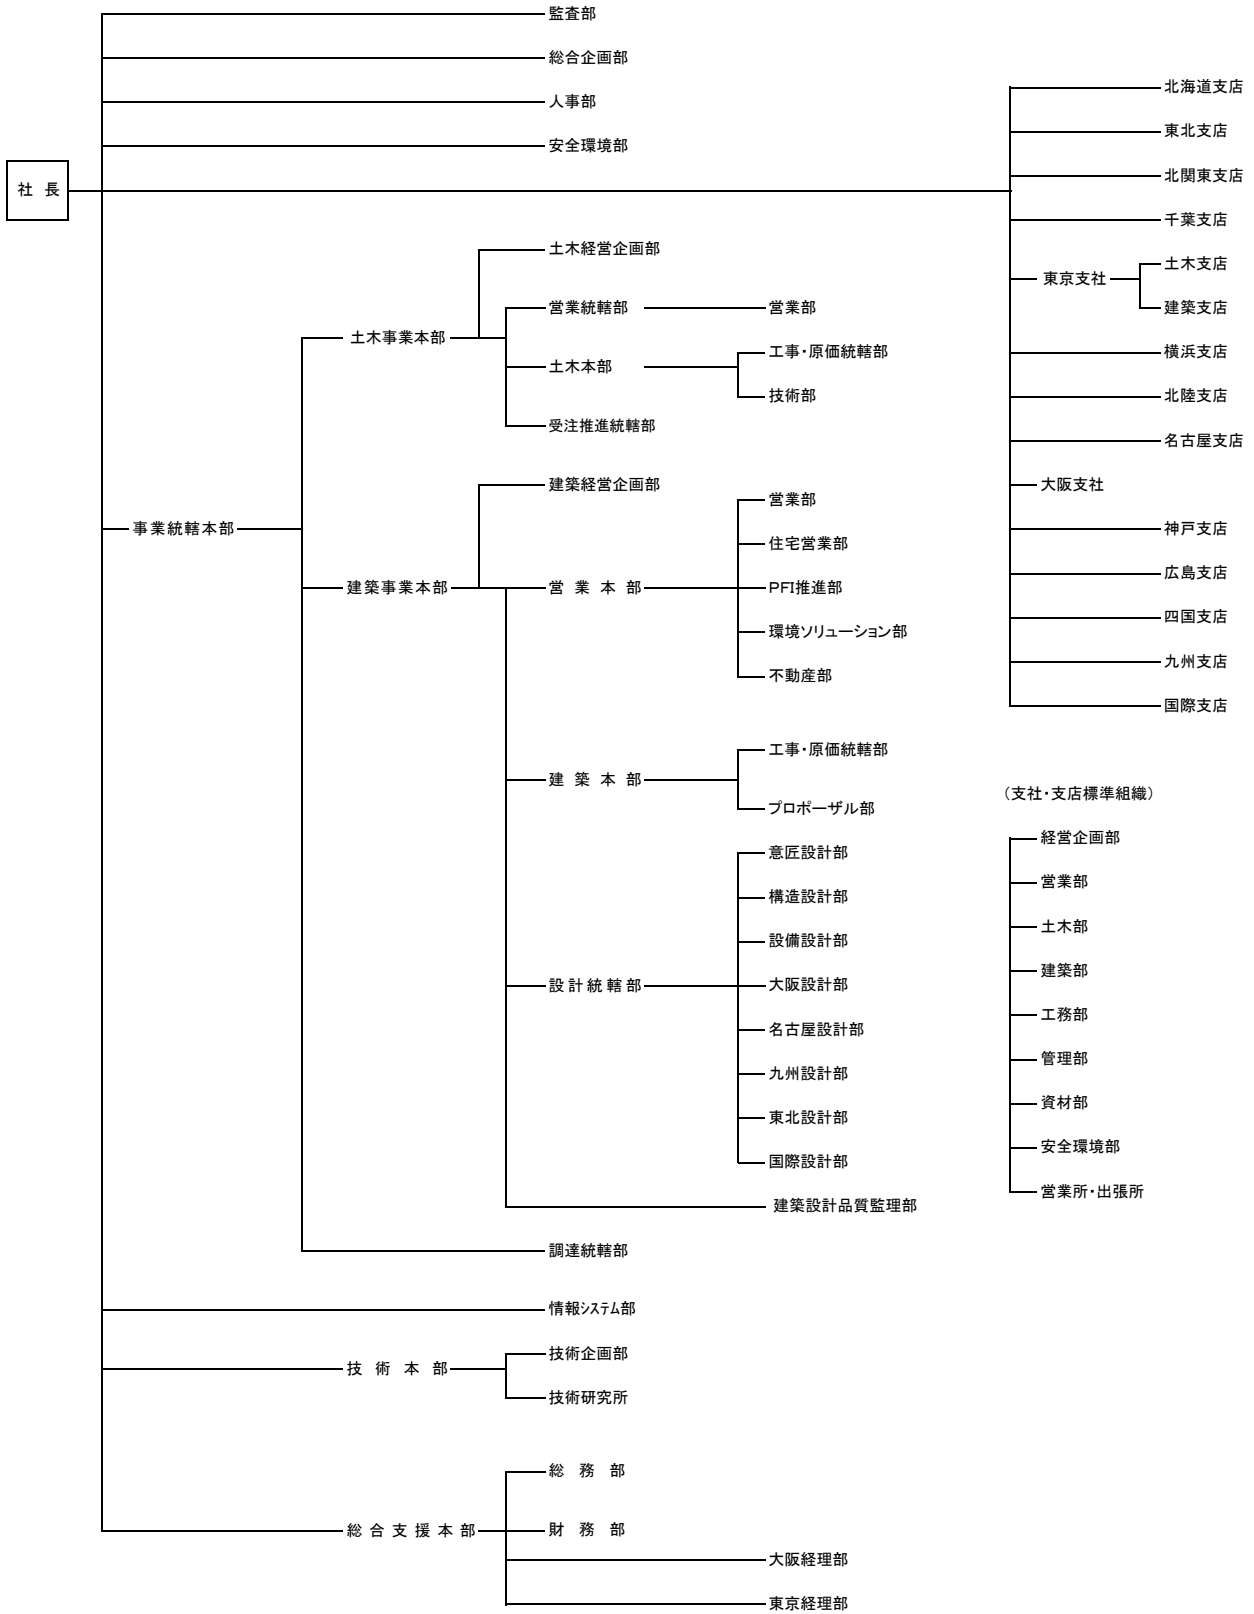 監査部
総合企画部
人事部
安全環境部
社長
土木経営企画部
営業統轄部
営業部
土木事業本部
工事・原価統轄部
土木本部
技術部
受注推進統轄部
建築経営企画部
営業部
事業統轄本部
住宅営業部
建築事業本部
営業本部
PFI推進部
環境ソリューション部
不動産部
工事・原価統轄部
建築本部
プロポーザル部
意匠設計部
構造設計部
設備設計部
設計統轄部
大阪設計部
名古屋設計部
九州設計部
東北設計部
国際設計部
建築設計品質監理部
調達統轄部
情報システム部
技術企画部
技術本部
技術研究所
総務部
総合支援本部
財務部
大阪経理部
東京経理部
北海道支店
東北支店
北関東支店
千葉支店
東京支社
土木支店
建築支店
横浜支店
北陸支店
名古屋支店
大阪支社
神戸支店
広島支店
四国支店
九州支店
国際支店
（支社・支店標準組織）
経営企画部
営業部
土木部
建築部
工務部
管理部
資材部
安全環境部
営業所・出張所